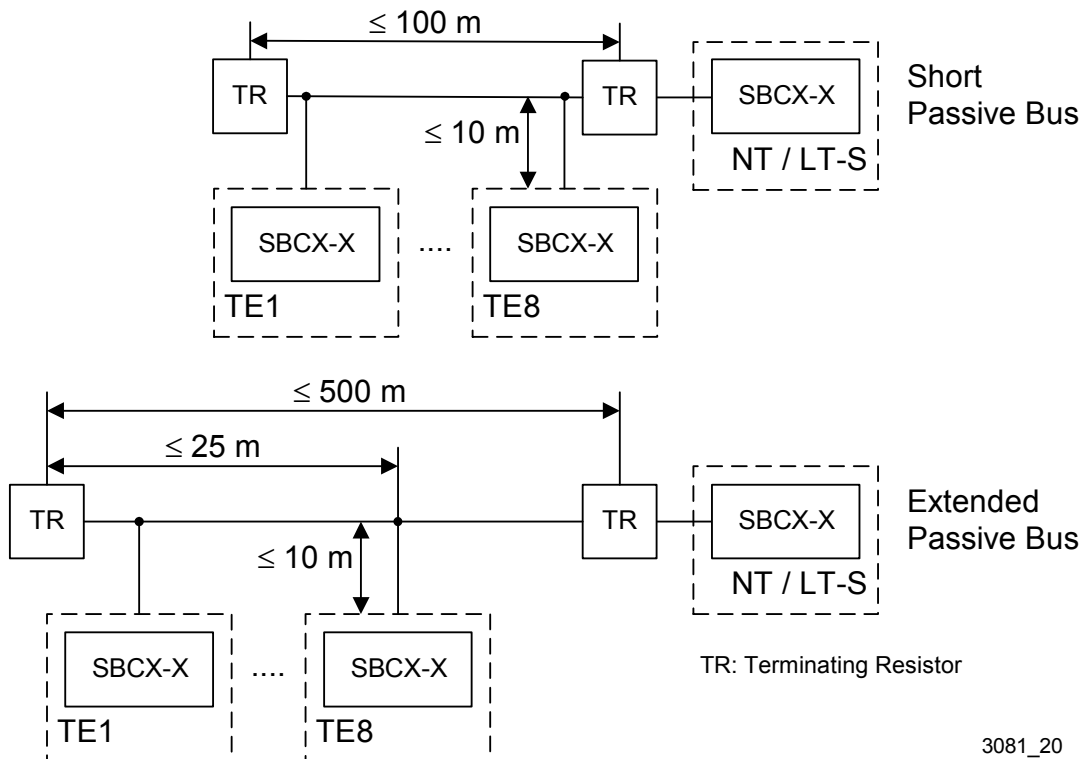 ≤ 100 m
TR
TR
SBCX-X
Short
Passive Bus
≤ 10 m
NT / LT-S
SBCX-X
....
SBCX-X
TE1
TE8
≤ 500 m
≤ 25 m
TR
TR
SBCX-X
Extended
Passive Bus
≤ 10 m
NT / LT-S
SBCX-X
....
SBCX-X
TR: Terminating Resistor
TE1
TE8
3081_20